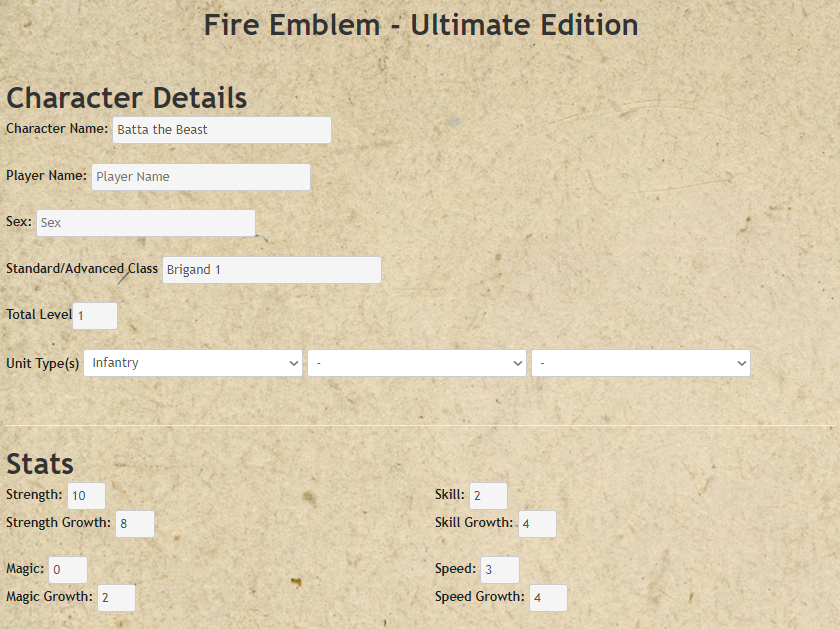 Fire Emblem - Ultimate Edition
Character Details
Character Name: Batta the Beast
Player Name: Player Name
Sex: Sex
Standard/Advanced Class Brigand 1
Total Level 1
Unit Type(s) Infantry - -
Stats
Strength: 10 Skill: 2
Strength Growth: 8 Skill Growth: 4
Magic: 0 Speed: 3
Magic Growth: 2 Speed Growth: 4